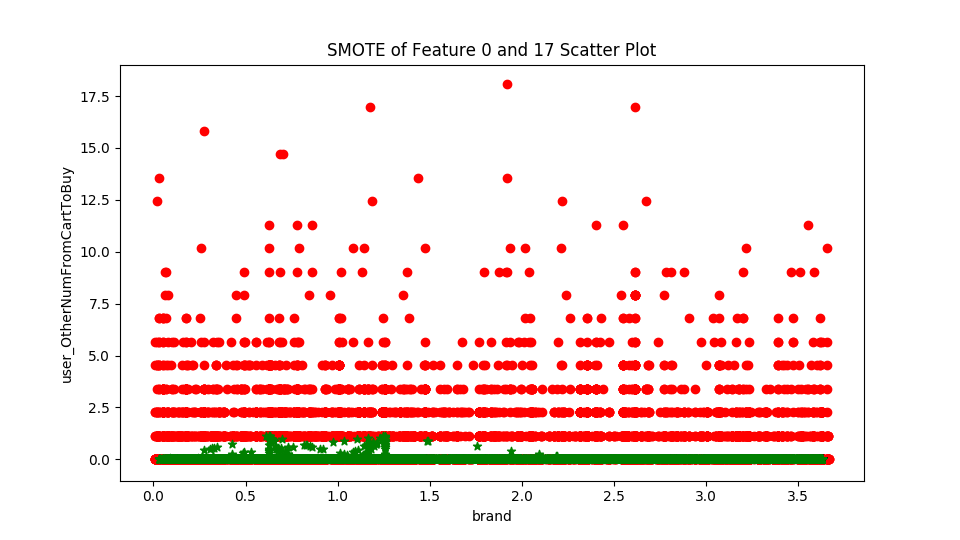 SMOTE of Feature 0 and 17 Scatter Plot
user_OtherNumFromCartToBuy
17.5
15.0
12.5
10.0
7.5
5.0
2.5
0.0
0.0 0.5 1.0 1.5 2.0 2.5 3.0 3.5
brand